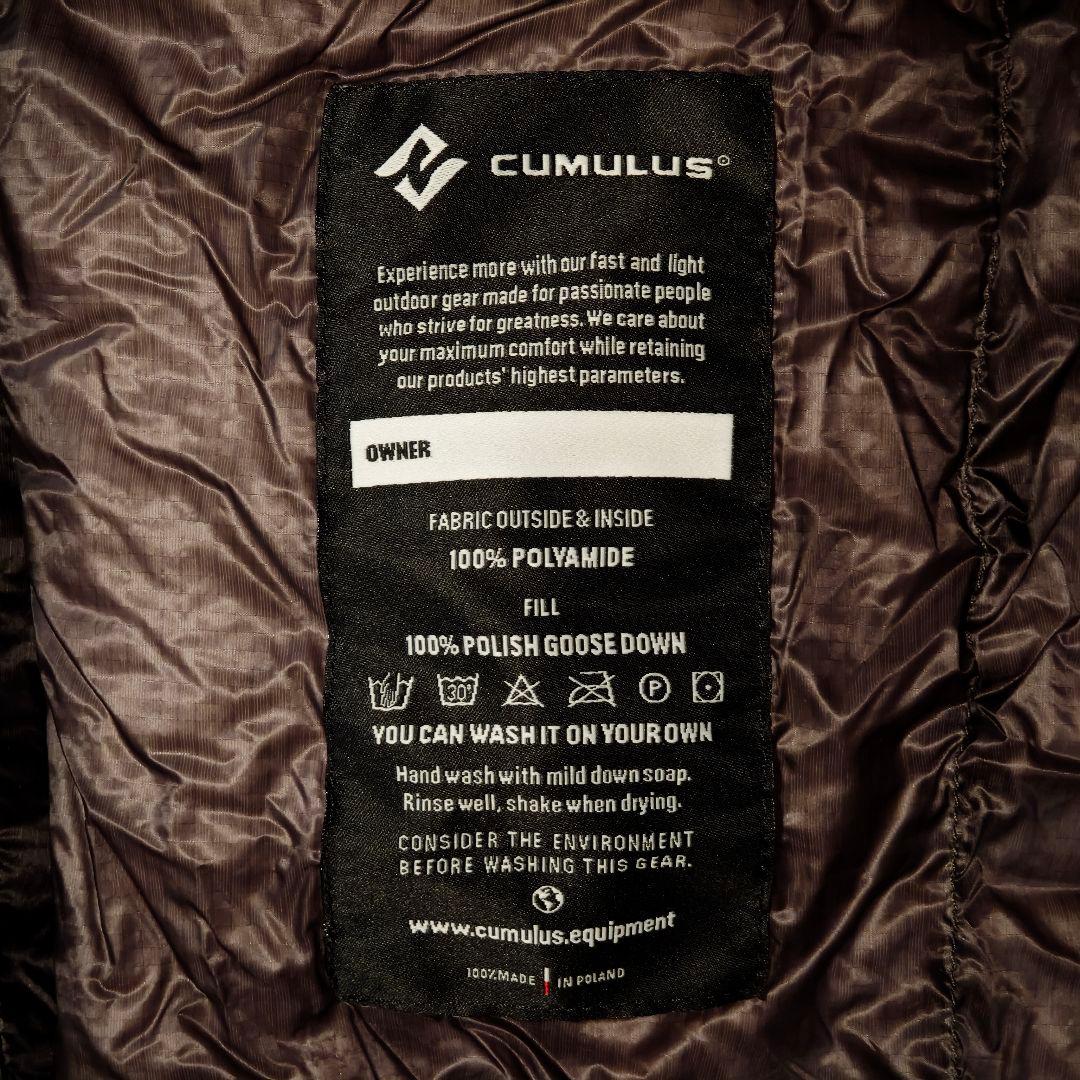 CUMULUS®
Experience more with our fast and light
outdoor gear made for passionate people
who strive for greatness. We care about
your maximum comfort while retaining
our products' highest parameters.
OWNER
FABRIC OUTSIDE & INSIDE
100% POLYAMIDE
FILL
100% POLISH GOOSE DOWN
30° P
YOU CAN WASH IT ON YOUR OWN
Hand wash with mild down soap.
Rinse well, shake when drying.
CONSIDER THE ENVIRONMENT
BEFORE WASHING THIS GEAR.
www.cumulus.equipment
100% MADE IN POLAND